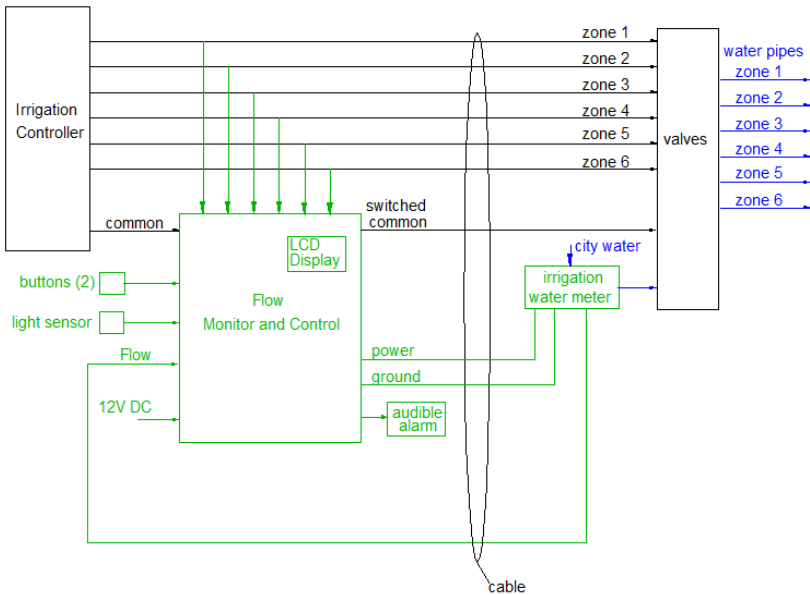 zone 1
zone 2
zone 3
zone 4
zone 5
zone 6
Irrigation
Controller
valves
water pipes
zone 1
zone 2
zone 3
zone 4
zone 5
zone 6
common
switched
common
LCD
Display
city water
irrigation
water meter
buttons (2)
light sensor
Flow
Monitor and Control
Flow
power
ground
12V DC
audible
alarm
cable